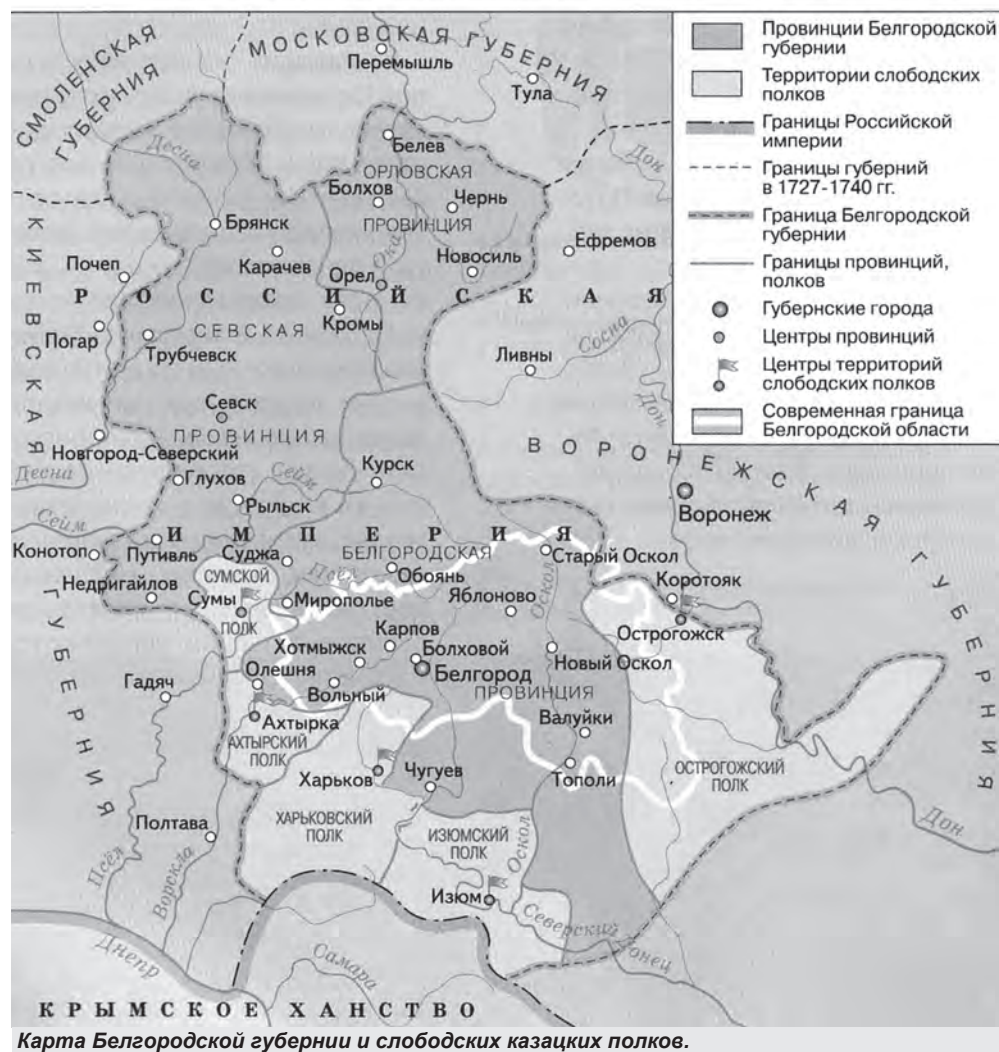 СМОЛЕНСКАЯ
ГУБЕРНИЯ
МОСКОВСКАЯ ГУБЕРНИЯ
Перемышль
Тула
Белев
Десна
Дон
ОРЛОВСКАЯ
Болхов
Чернь
ПРОВИНЦИЯ
Брянск
Карачев
Ока
Новосиль
Ефремов
Почеп
Орел
РОССИЙСКАЯ
Кромы
Погар
СЕВСКАЯ
Трубчевск
Ливны
Сосна
Дон
Севск
ПРОВИНЦИЯ
Новгород-Северский
КИЕВСКАЯ
ГУБЕРНИЯ
ВОРОНЕЖСКАЯ
ГУБЕРНИЯ
Десна
Глухов
Сейм
Курск
Рыльск
Воронеж
Сейм
ИМПЕРИЯ
Конотоп
Путивль
Суджа
БЕЛГОРОДСКАЯ
Старый Оскол
Псёл
Обоянь
Недригайлов
СУМСКОЙ
Коротояк
Сумы
Мирополье
Яблоново
Оскол
ПОЛК
Карпов
Острогожск
Хотмыжск
Болховой
Олешня
Белгород
Новый Оскол
Гадяч
Вольный
ПРОВИНЦИЯ
Ахтырка
Валуйки
АХТЫРСКИЙ
ПОЛК
Харьков
Чугуев
Тополи
ОСТРОГОЖСКИЙ
ПОЛК
Полтава
ХАРЬКОВСКИЙ
ПОЛК
ИЗЮМСКИЙ
ПОЛК
Оскол
Дон
Псёл
Ворскла
Изюм
Северский Донец
Днепр
Самара
КРЫМСКОЕ ХАНСТВО
Провинции Белгородской
губернии
Территории слободских
полков
Границы Российской
империи
Границы губерний
в 1727-1740 гг.
Граница Белгородской
губернии
Границы провинций,
полков
Губернские города
Центры провинций
Центры территорий
слободских полков
Современная граница
Белгородской области
Карта Белгородской губернии и слободских казацких полков.